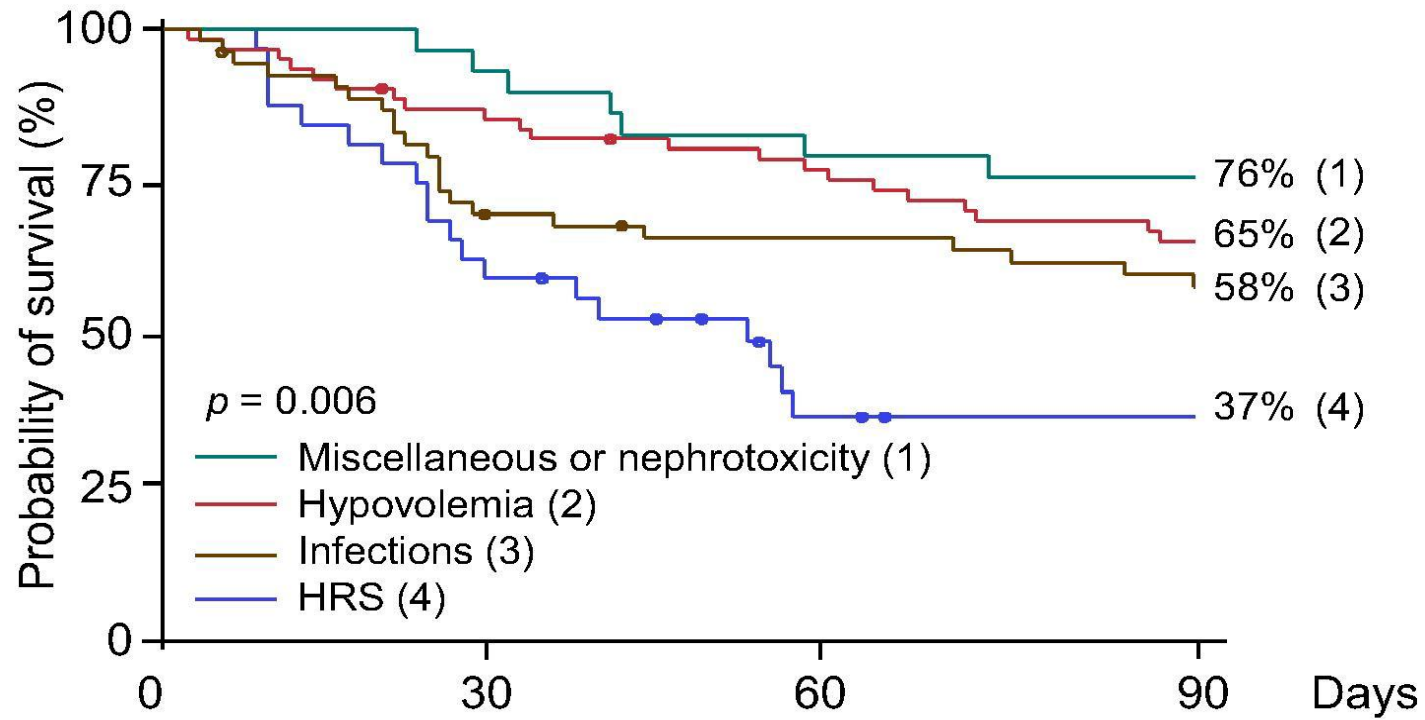 Probability of survival (%)
100
75
50
25
0
76% (1)
65% (2)
58% (3)
37% (4)
p = 0.006
Miscellaneous or nephrotoxicity (1)
Hypovolemia (2)
Infections (3)
HRS (4)
0 30 60 90 Days